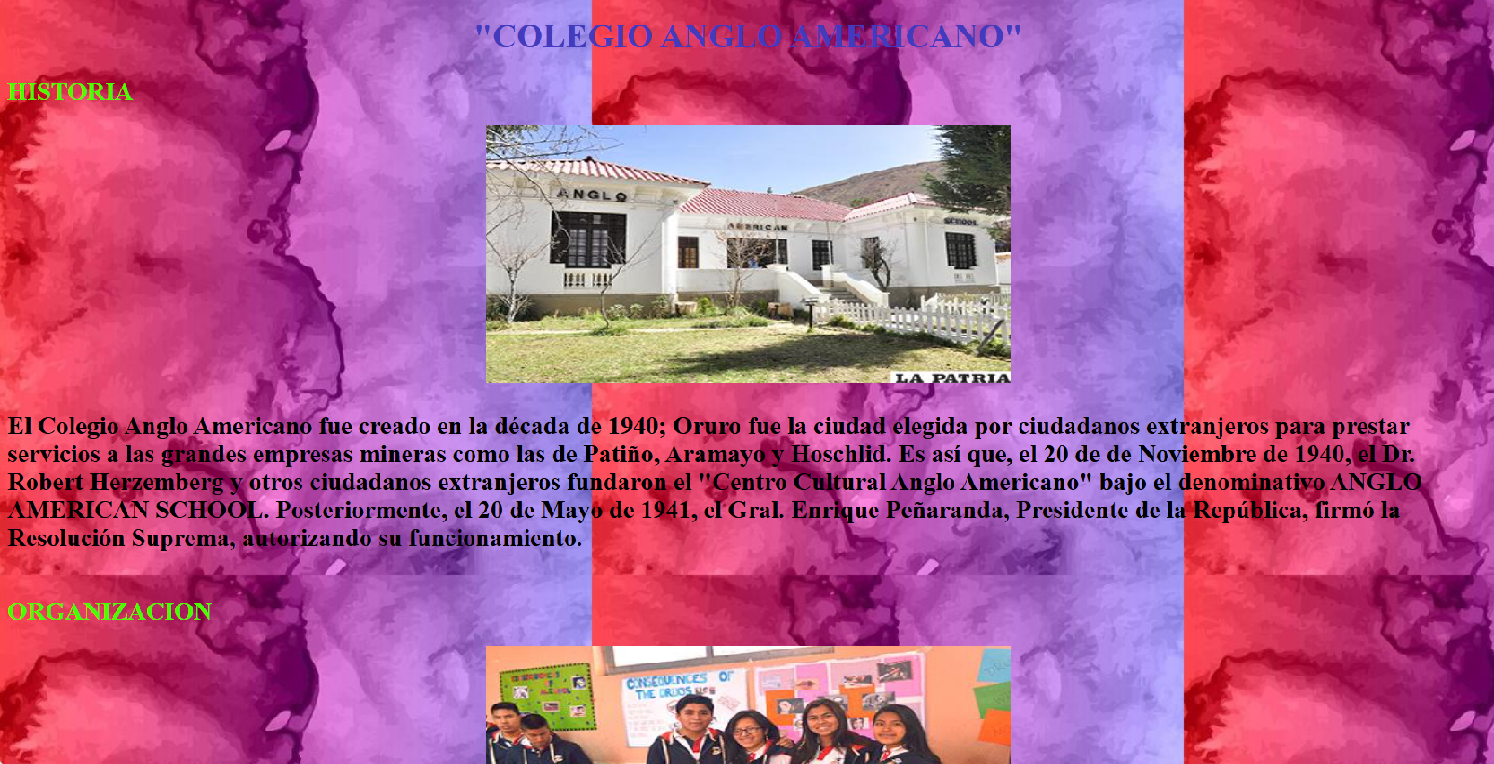 "COLEGIO ANGLO AMERICANO"
HISTORIA
ANGLO
AMERICAN
SCHOOL
LA PATRIA
El Colegio Anglo Americano fue creado en la década de 1940; Oruro fue la ciudad elegida por ciudadanos extranjeros para prestar
servicios a las grandes empresas mineras como las de Patiño, Aramayo y Hoschlid. Es así que, el 20 de de Noviembre de 1940, el Dr.
Robert Herzemberg y otros ciudadanos extranjeros fundaron el "Centro Cultural Anglo Americano" bajo el denominativo ANGLO
AMERICAN SCHOOL. Posteriormente, el 20 de Mayo de 1941, el Gral. Enrique Peñaranda, Presidente de la República, firmó la
Resolución Suprema, autorizando su funcionamiento.
ORGANIZACION
CONSEQUENCES OF
THE DRUGS